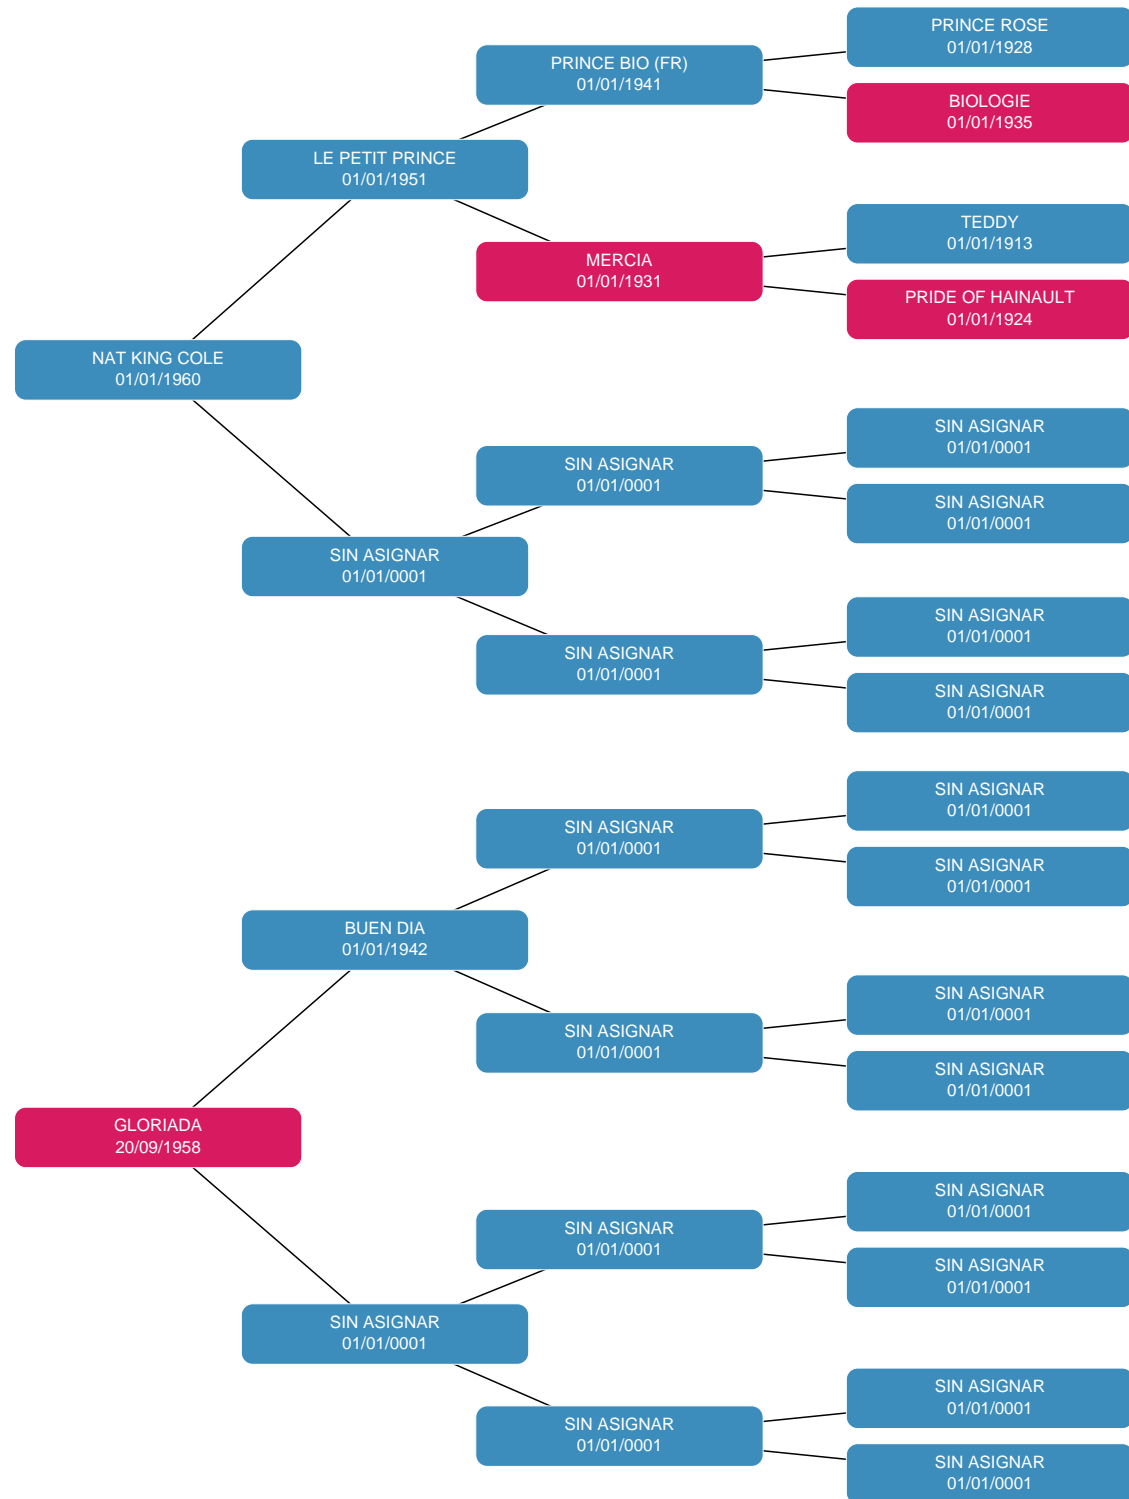 PRINCE ROSE
01/01/1928
PRINCE BIO (FR)
01/01/1941
BIOLOGIE
01/01/1935
LE PETIT PRINCE
01/01/1951
TEDDY
01/01/1913
MERCIA
01/01/1931
PRIDE OF HAINAULT
01/01/1924
NAT KING COLE
01/01/1960
SIN ASIGNAR
01/01/0001
SIN ASIGNAR
01/01/0001
SIN ASIGNAR
01/01/0001
SIN ASIGNAR
01/01/0001
SIN ASIGNAR
01/01/0001
SIN ASIGNAR
01/01/0001
SIN ASIGNAR
01/01/0001
SIN ASIGNAR
01/01/0001
SIN ASIGNAR
01/01/0001
SIN ASIGNAR
01/01/0001
BUEN DIA
01/01/1942
SIN ASIGNAR
01/01/0001
SIN ASIGNAR
01/01/0001
SIN ASIGNAR
01/01/0001
GLORIADA
20/09/1958
SIN ASIGNAR
01/01/0001
SIN ASIGNAR
01/01/0001
SIN ASIGNAR
01/01/0001
SIN ASIGNAR
01/01/0001
SIN ASIGNAR
01/01/0001
SIN ASIGNAR
01/01/0001
SIN ASIGNAR
01/01/0001